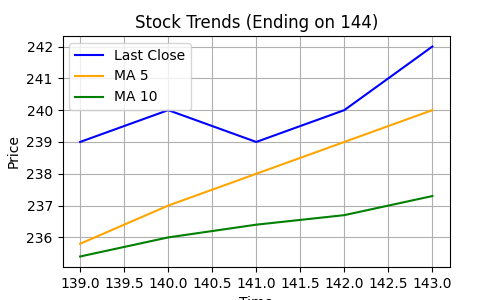 Stock Trends (Ending on 144)
Last Close
MA 5
MA 10
Price
242
241
240
239
238
237
236
139.0 139.5 140.0 140.5 141.0 141.5 142.0 142.5 143.0
Time